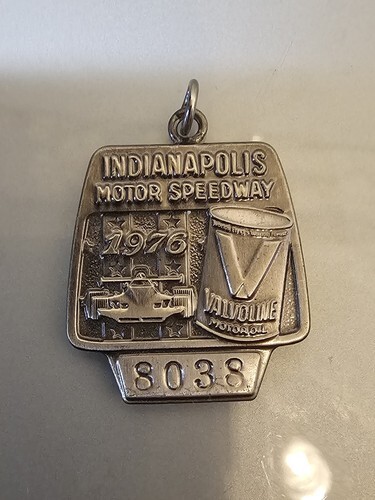 INDIANAPOLIS
MOTOR SPEEDWAY
1976
V
VALVOLINE
MOTOR OIL
8038